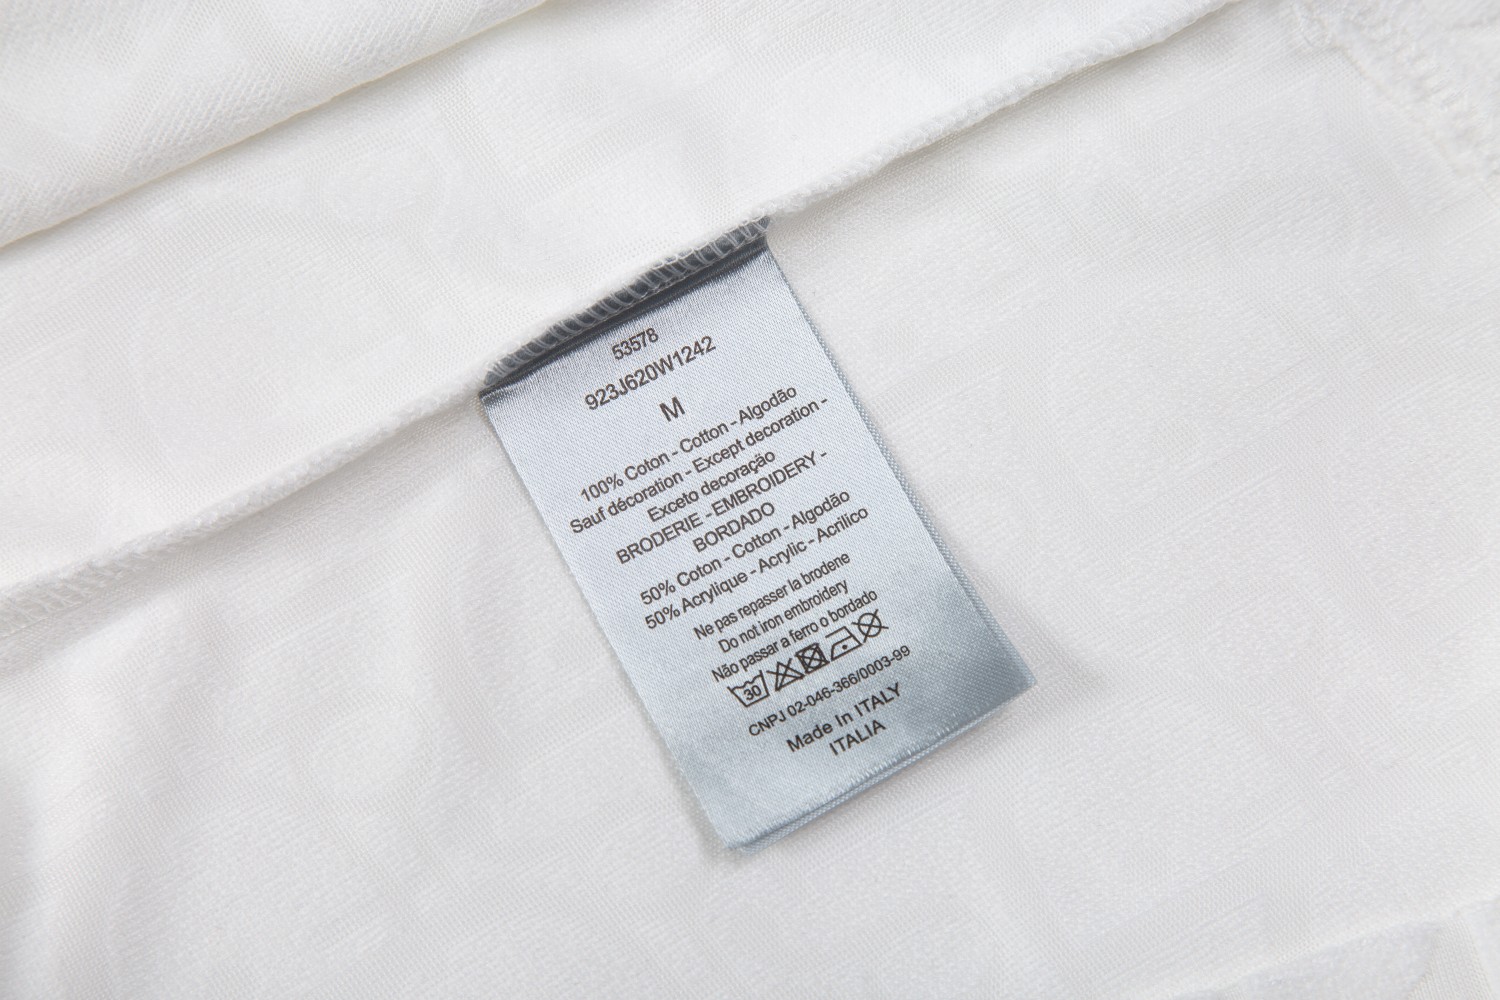 53578
923J620W1242
M
100% Coton - Cotton - Algodão
Sauf décoration - Except decoration -
Exceto decoração
BRODERIE - EMBROIDERY -
BORDADO
50% Coton - Cotton - Algodão
50% Acrylique - Acrylic - Acrílico
Ne pas repasser la brodene
Do not iron embroidery
Não passar a ferro o bordado
30
CNPJ 02-046-366/0003-99
Made In ITALY
ITALIA